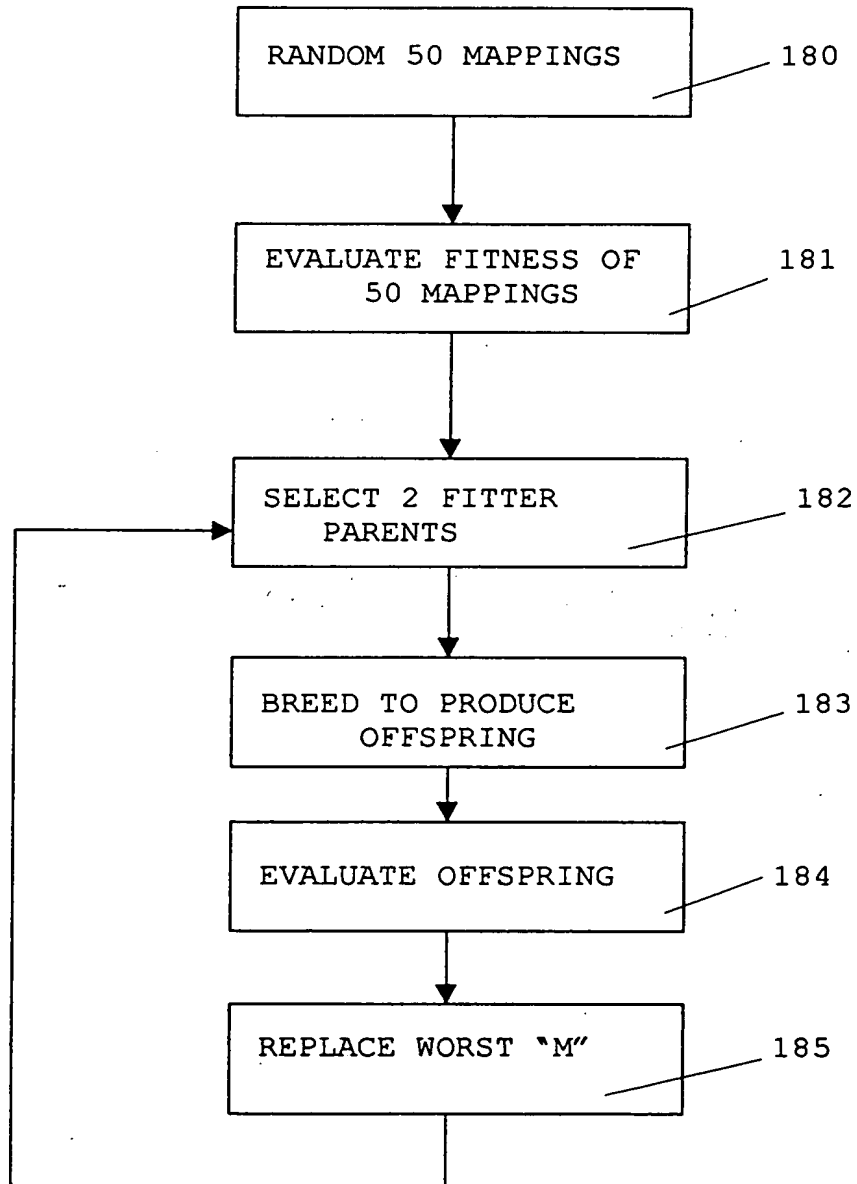 RANDOM 50 MAPPINGS
180
EVALUATE FITNESS OF
50 MAPPINGS
181
SELECT 2 FITTER
PARENTS
182
BREED TO PRODUCE
OFFSPRING
183
EVALUATE OFFSPRING
184
REPLACE WORST "M"
185